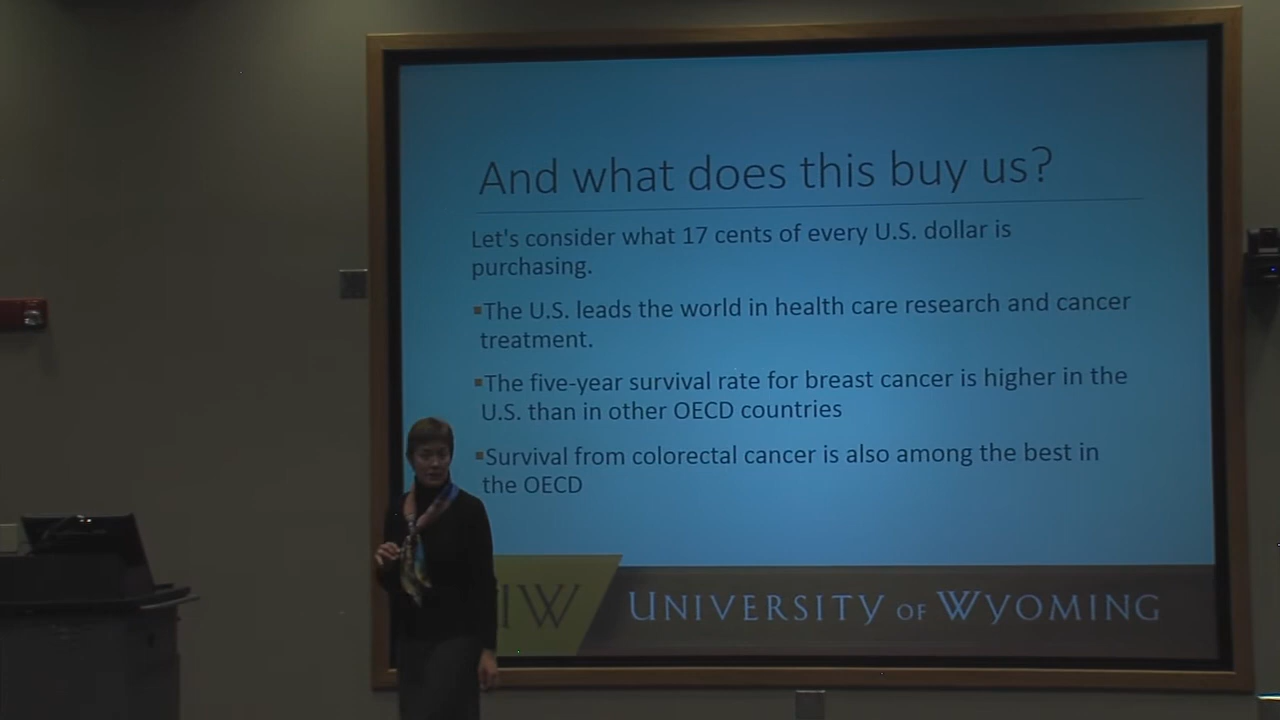 And what does this buy us?
Let's consider what 17 cents of every U.S. dollar is
purchasing.
▪The U.S. leads the world in health care research and cancer
treatment.
▪The five-year survival rate for breast cancer is higher in the
U.S. than in other OECD countries
▪Survival from colorectal cancer is also among the best in
the OECD
W
UNIVERSITY OF WYOMING